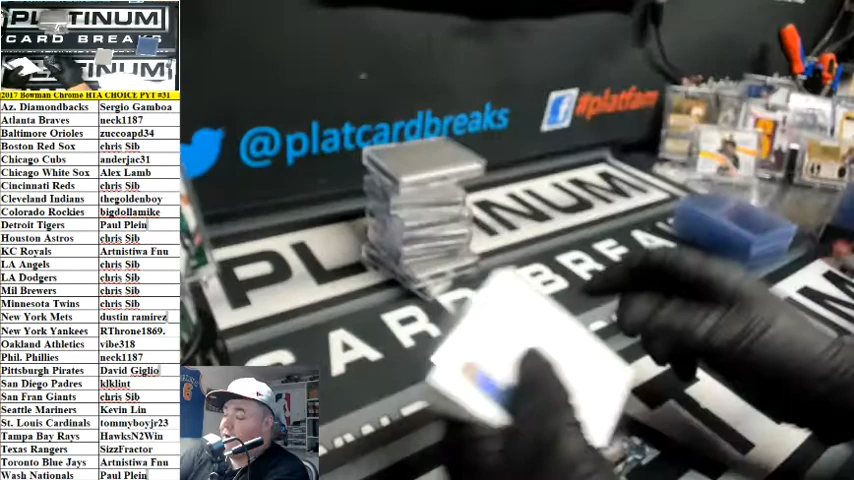 PLATINUM
CARD BREAKS
2017 Bowman Chrome HTA CHOICE PYT #31
Az. Diamondbacks Sergio Gamboa
Atlanta Braves neck1187
Baltimore Orioles zuccoapd34
Boston Red Sox chris Sib
Chicago Cubs anderjac31
Chicago White Sox Alex Lamb
Cincinnati Reds chris Sib
Cleveland Indians thegoldenboy
Colorado Rockies bigdollamike
Detroit Tigers Paul Plein
Houston Astros chris Sib
KC Royals Artnistiwa Fnu
LA Angels chris Sib
LA Dodgers chris Sib
Mil Brewers chris Sib
Minnesota Twins chris Sib
New York Mets dustin ramirez
New York Yankees RThrone1869.
Oakland Athletics vibe318
Phil. Phillies neck1187
Pittsburgh Pirates David Giglio
San Diego Padres klklint
San Fran Giants chris Sib
Seattle Mariners Kevin Lin
St. Louis Cardinals tommyboyjr23
Tampa Bay Rays HawksN2Win
Texas Rangers SizzFractor
Toronto Blue Jays Artnistiwa Fnu
Wash Nationals Paul Plein
@platcardbreaks
#platfam
PLATINUM
CARD BREA